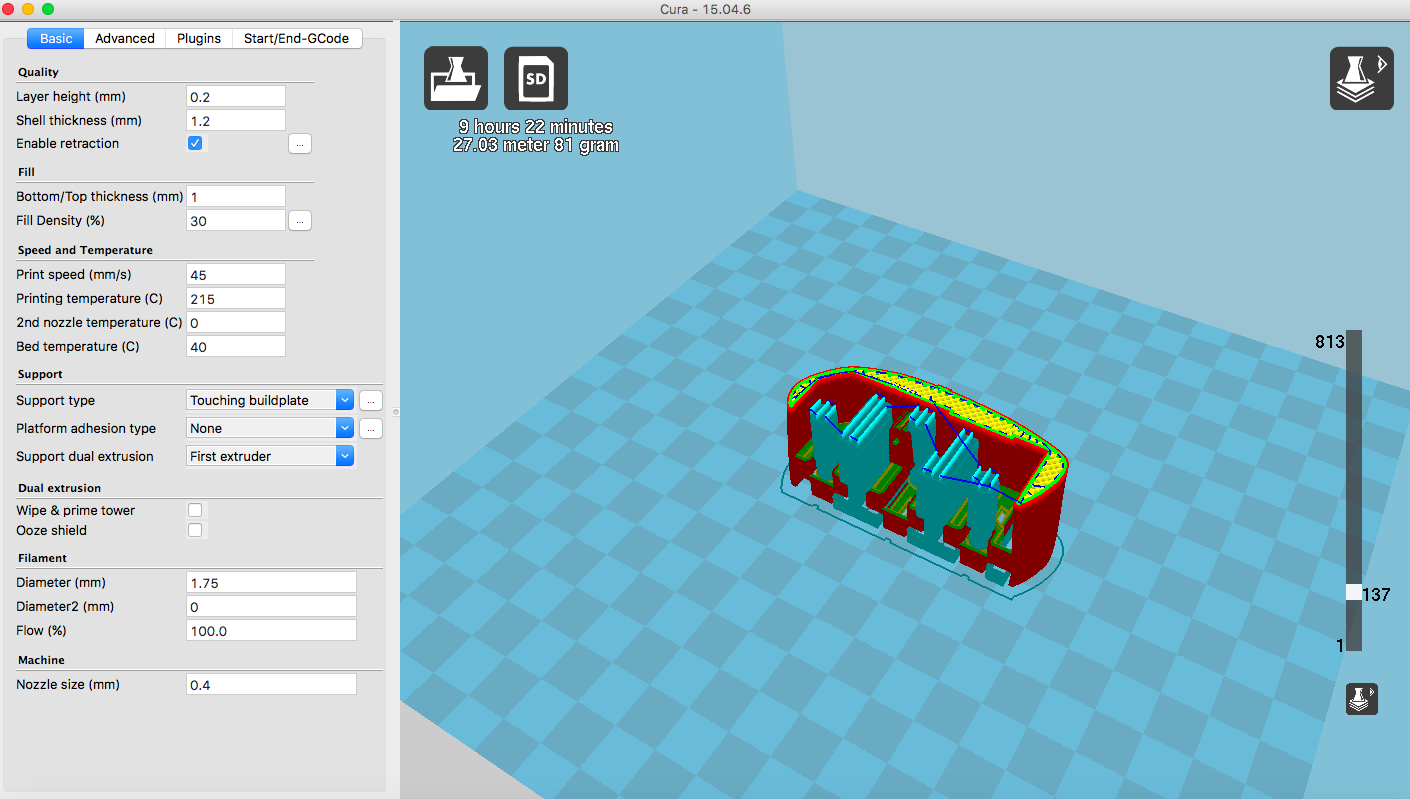 Cura - 15.04.6
Basic Advanced Plugins Start/End-GCode
Quality
Layer height (mm) 0.2
Shell thickness (mm) 1.2
Enable retraction ...
Fill
Bottom/Top thickness (mm) 1
Fill Density (%) 30 ...
Speed and Temperature
Print speed (mm/s) 45
Printing temperature (C) 215
2nd nozzle temperature (C) 0
Bed temperature (C) 40
Support
Support type Touching buildplate ...
Platform adhesion type None ...
Support dual extrusion First extruder
Dual extrusion
Wipe & prime tower
Ooze shield
Filament
Diameter (mm) 1.75
Diameter2 (mm) 0
Flow (%) 100.0
Machine
Nozzle size (mm) 0.4
SD
9 hours 22 minutes
27.03 meter 81 gram
813
137
1